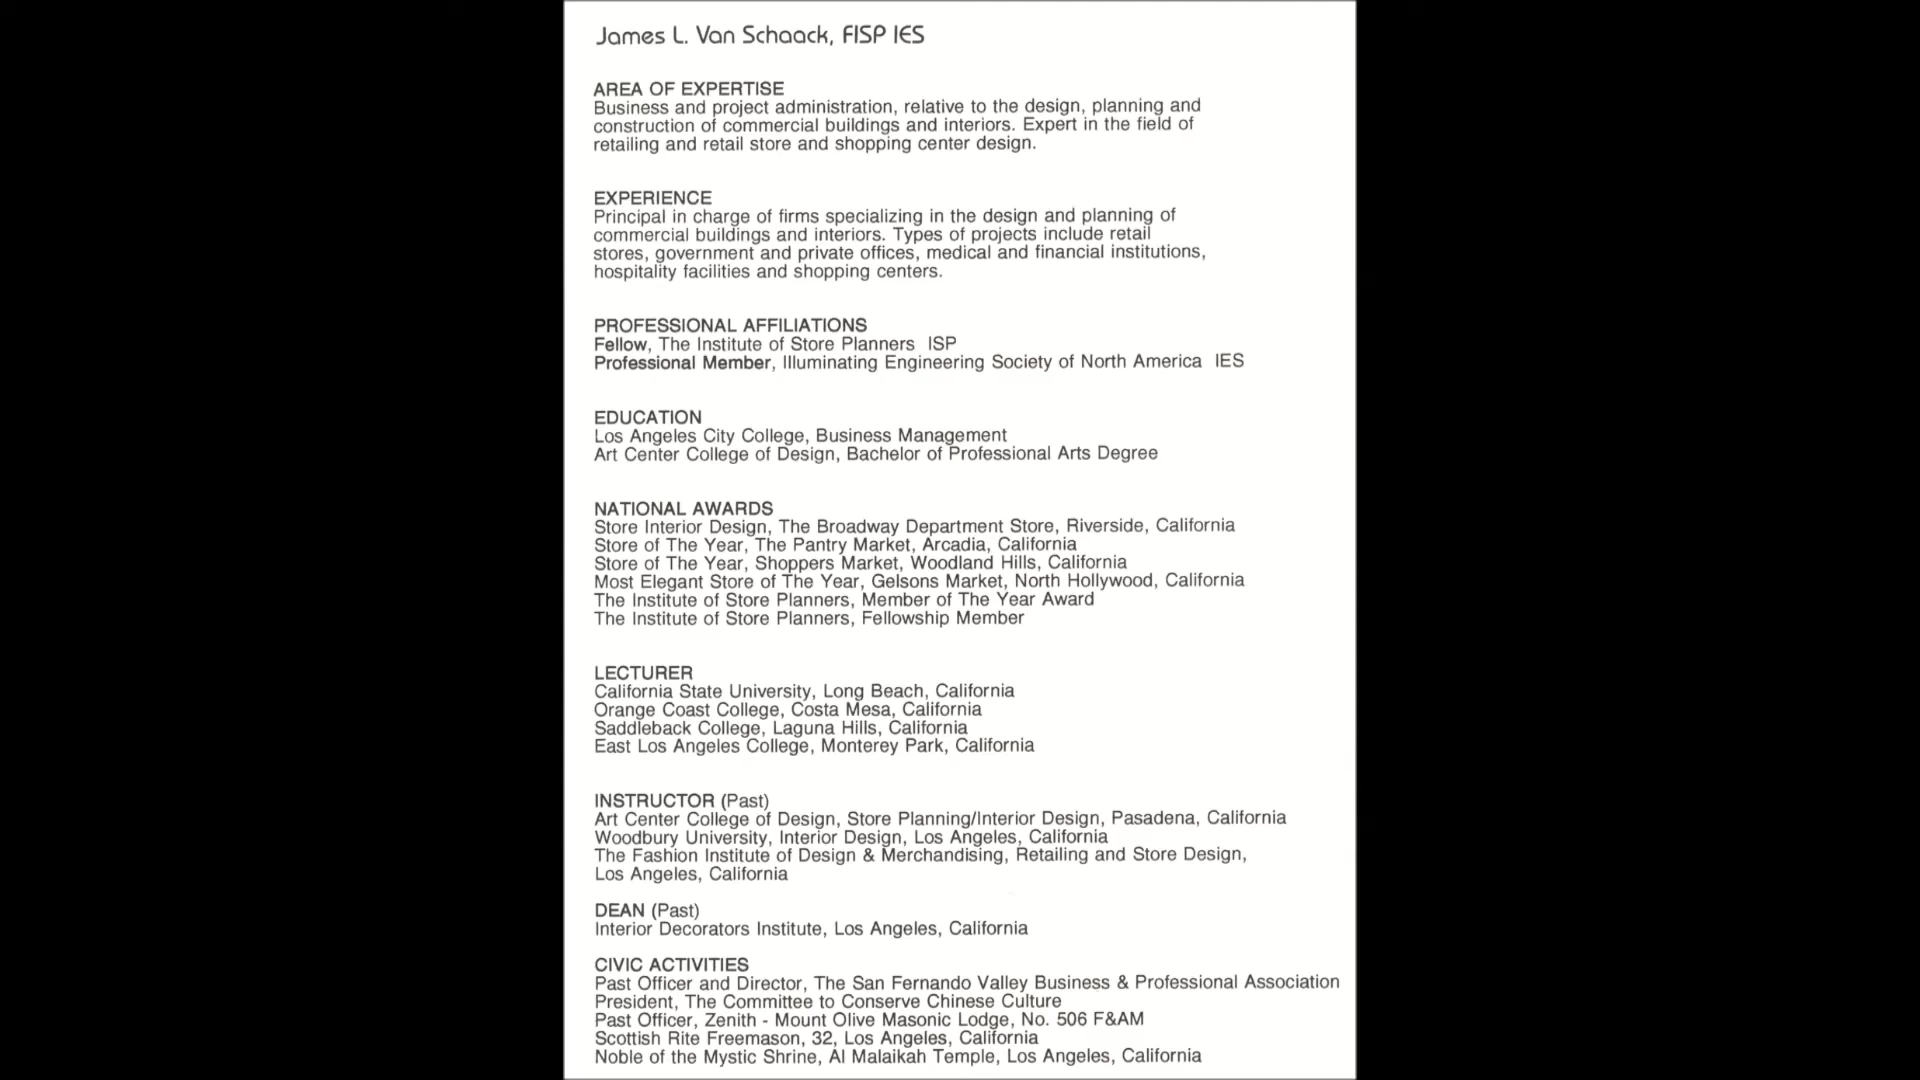 James L. Van Schaack, FISP IES
AREA OF EXPERTISE
Business and project administration, relative to the design, planning and
construction of commercial buildings and interiors. Expert in the field of
retailing and retail store and shopping center design.
EXPERIENCE
Principal in charge of firms specializing in the design and planning of
commercial buildings and interiors. Types of projects include retail
stores, government and private offices, medical and financial institutions,
hospitality facilities and shopping centers.
PROFESSIONAL AFFILIATIONS
Fellow, The Institute of Store Planners ISP
Professional Member, Illuminating Engineering Society of North America IES
EDUCATION
Los Angeles City College, Business Management
Art Center College of Design, Bachelor of Professional Arts Degree
NATIONAL AWARDS
Store Interior Design, The Broadway Department Store, Riverside, California
Store of The Year, The Pantry Market, Arcadia, California
Store of The Year, Shoppers Market, Woodland Hills, California
Most Elegant Store of The Year, Gelsons Market, North Hollywood, California
The Institute of Store Planners, Member of The Year Award
The Institute of Store Planners, Fellowship Member
LECTURER
California State University, Long Beach, California
Orange Coast College, Costa Mesa, California
Saddleback College, Laguna Hills, California
East Los Angeles College, Monterey Park, California
INSTRUCTOR (Past)
Art Center College of Design, Store Planning/Interior Design, Pasadena, California
Woodbury University, Interior Design, Los Angeles, California
The Fashion Institute of Design & Merchandising, Retailing and Store Design,
Los Angeles, California
DEAN (Past)
Interior Decorators Institute, Los Angeles, California
CIVIC ACTIVITIES
Past Officer and Director, The San Fernando Valley Business & Professional Association
President, The Committee to Conserve Chinese Culture
Past Officer, Zenith - Mount Olive Masonic Lodge, No. 506 F&AM
Scottish Rite Freemason, 32, Los Angeles, California
Noble of the Mystic Shrine, Al Malaikah Temple, Los Angeles, California